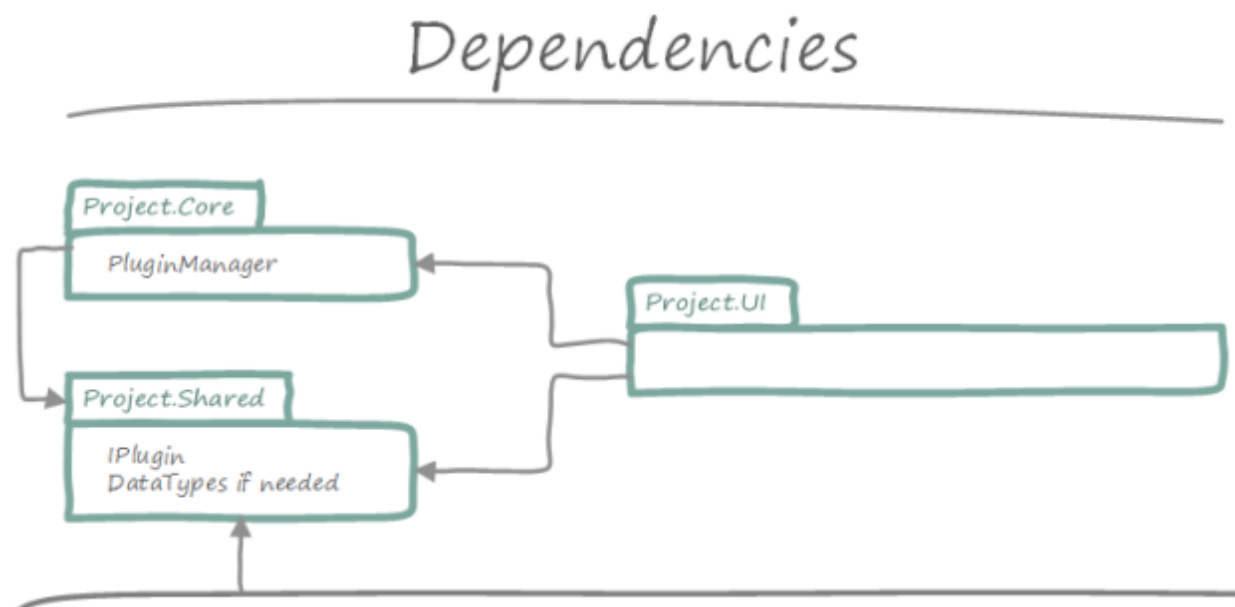 Dependencies
Project.Core
PluginManager
Project.UI
Project.Shared
IPlugin
DataTypes if needed